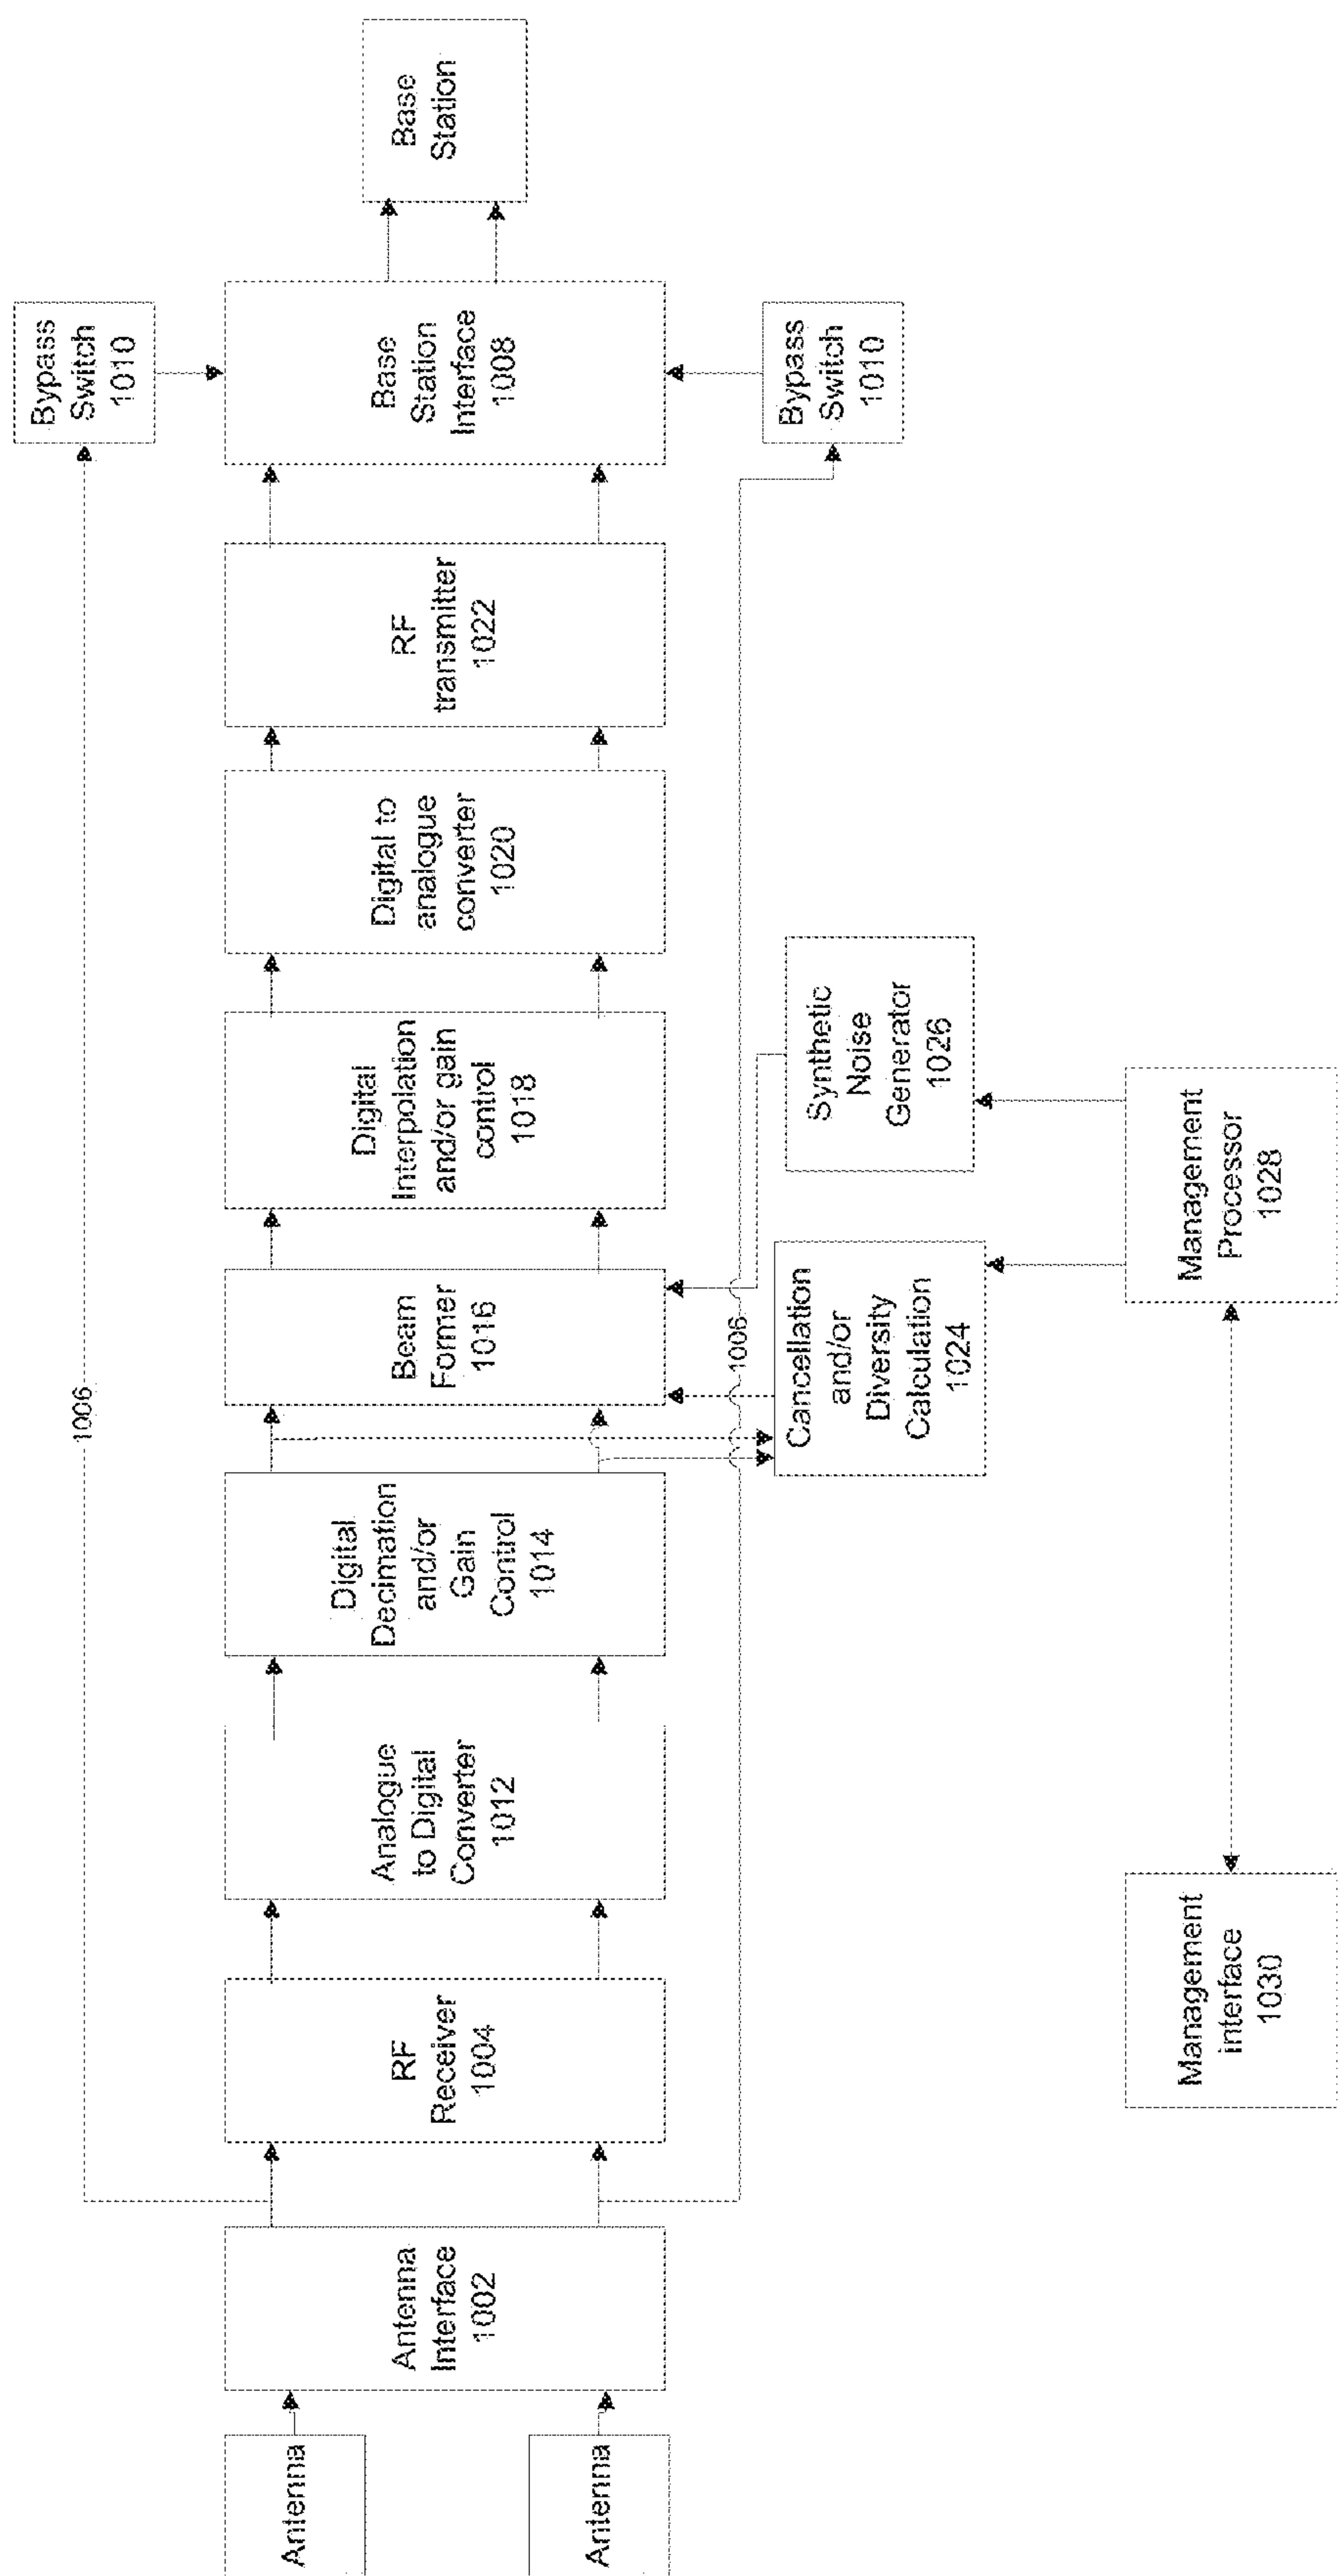 Antenna
Antenna
Antenna
Interface
1002
RF
Receiver
1004
Analogue
to Digital
Converter
1012
Digital
Decimation
and/or
Gain
Control
1014
Beam
Former
1016
Digital
Interpolation
and/or gain
control
1018
Digital to
analogue
converter
1020
RF
transmitter
1022
Base
Station
Interface
1008
Base
Station
1006
Bypass
Switch
1010
1006
Bypass
Switch
1010
Cancellation
and/or
Diversity
Calculation
1024
Synthetic
Noise
Generator
1026
Management
interface
1030
Management
Processor
1028